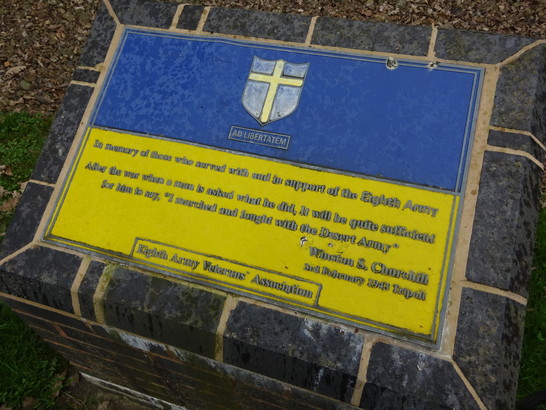 AD LIBERTATEM
In memory of those who served with and in support of the Eighth Army
After the war when a man is asked what he did, it will be quite sufficient
for him to say, "I marched and fought with the Desert Army"
Winston S. Churchill
3rd February 1943 Tripoli
Eighth Army Veterans' Association